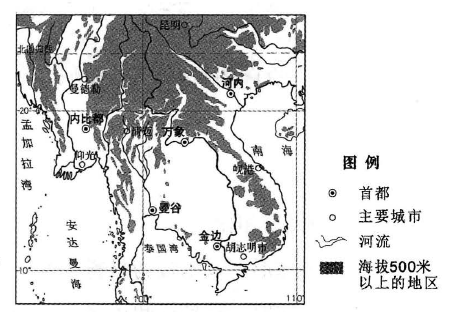 昆明
北回归线
曼德勒
河内
20°
内比都
清迈
万象
孟加拉湾
仰光
南海
岘港
曼谷
安达曼海
泰国湾
金边
胡志明市
10°
100°
110°
图例
首都
主要城市
河流
海拔500米
以上的地区